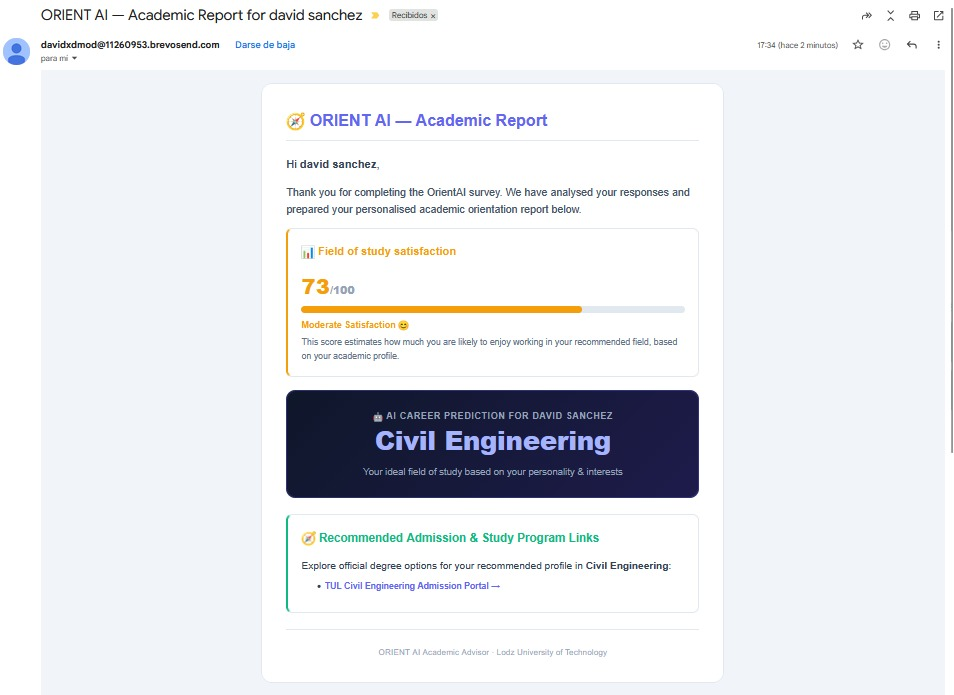 ORIENT AI — Academic Report for david sanchez
Recibidos x
davidxdmod@11260953.brevosend.com Darse de baja
17:34 (hace 2 minutos)
para mí
ORIENT AI — Academic Report
Hi david sanchez,
Thank you for completing the OrientAI survey. We have analysed your responses and
prepared your personalised academic orientation report below.
Field of study satisfaction
73/100
Moderate Satisfaction 😊
This score estimates how much you are likely to enjoy working in your recommended field, based
on your academic profile.
AI CAREER PREDICTION FOR DAVID SANCHEZ
Civil Engineering
Your ideal field of study based on your personality & interests
Recommended Admission & Study Program Links
Explore official degree options for your recommended profile in Civil Engineering:
• TUL Civil Engineering Admission Portal →
ORIENT AI Academic Advisor · Lodz University of Technology